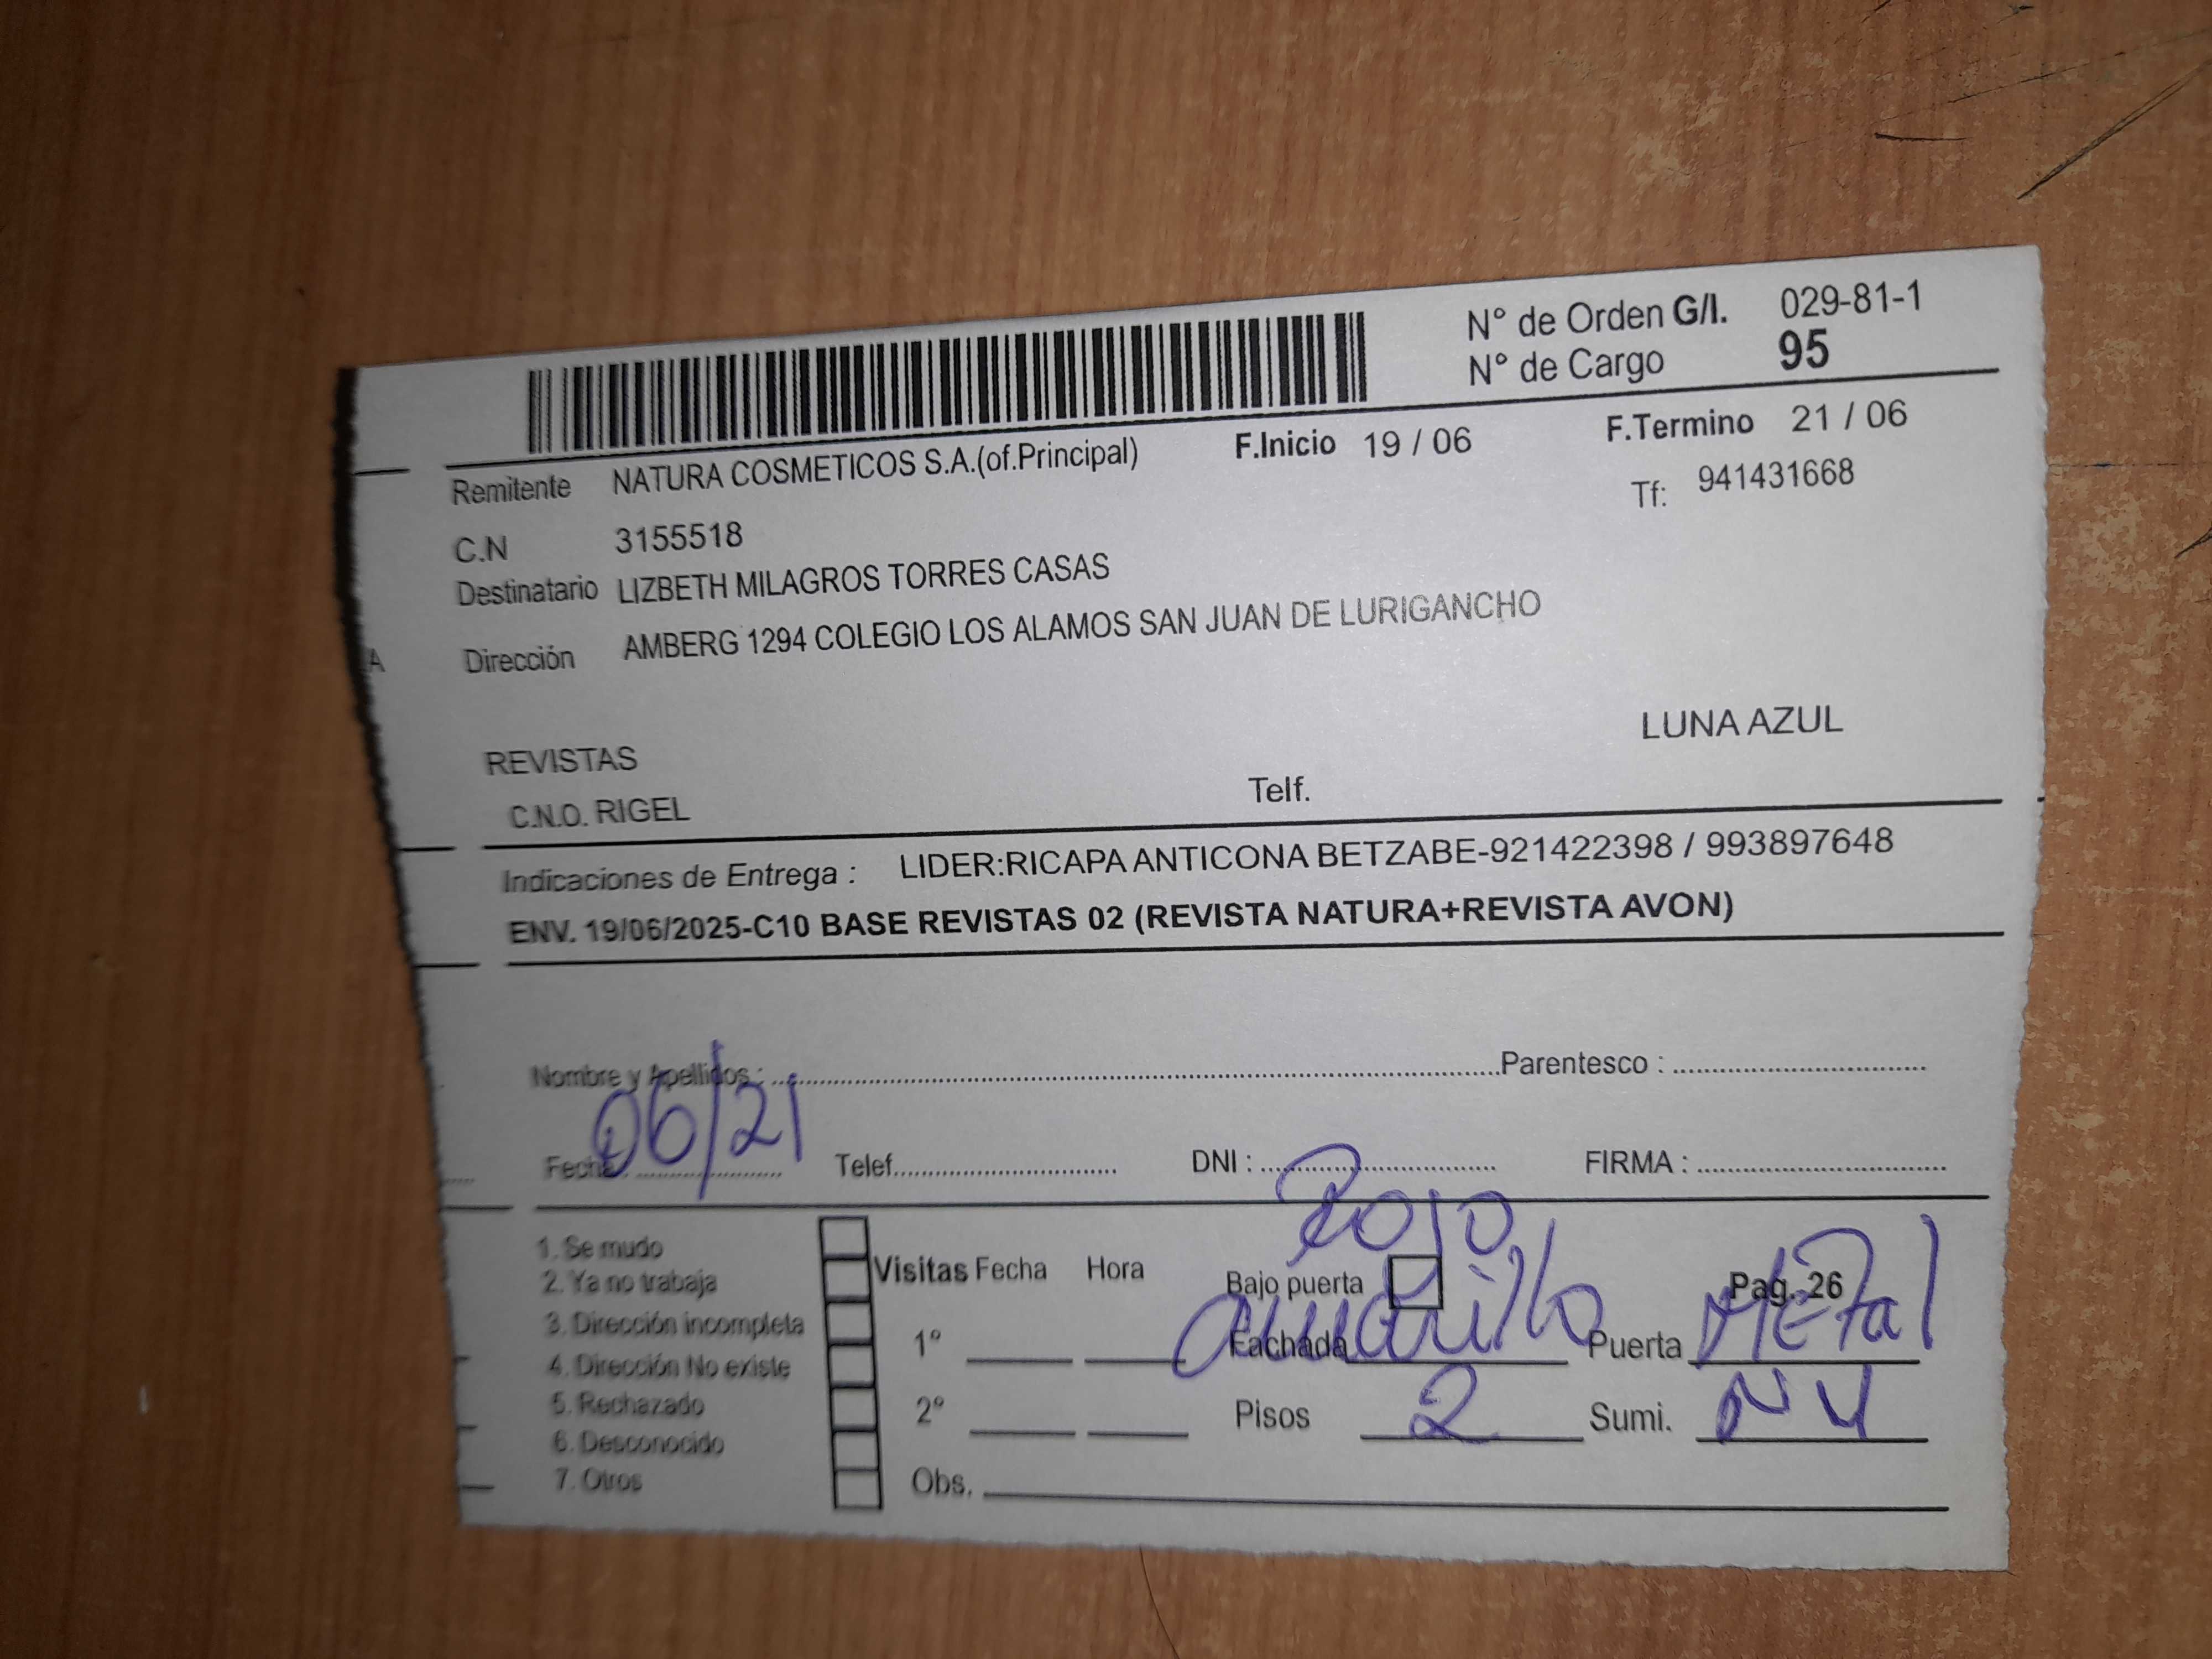 N° de Orden G/I. 029-81-1
N° de Cargo 95
Remitente NATURA COSMETICOS S.A.(of.Principal) F.Inicio 19 / 06 F.Termino 21 / 06
C.N 3155518 Tf: 941431668
Destinatario LIZBETH MILAGROS TORRES CASAS
A Dirección AMBERG 1294 COLEGIO LOS ALAMOS SAN JUAN DE LURIGANCHO
LUNA AZUL
REVISTAS
C.N.O. RIGEL Telf.
Indicaciones de Entrega : LIDER:RICAPA ANTICONA BETZABE-921422398 / 993897648
ENV. 19/06/2025-C10 BASE REVISTAS 02 (REVISTA NATURA+REVISTA AVON)
Nombre y Apellidos : Parentesco :
Fecha 06/21 Telef. DNI : FIRMA :
Rojo
1. Se mudo
2. Ya no trabaja
3. Dirección incompleta
4. Dirección No existe
5. Rechazado
6. Desconocido
7. Otros
Visitas Fecha Hora
1°
2°
Obs.
Bajo puerta Pag. 26
Fachada amarillo Puerta Metal
Pisos 2 Sumi.